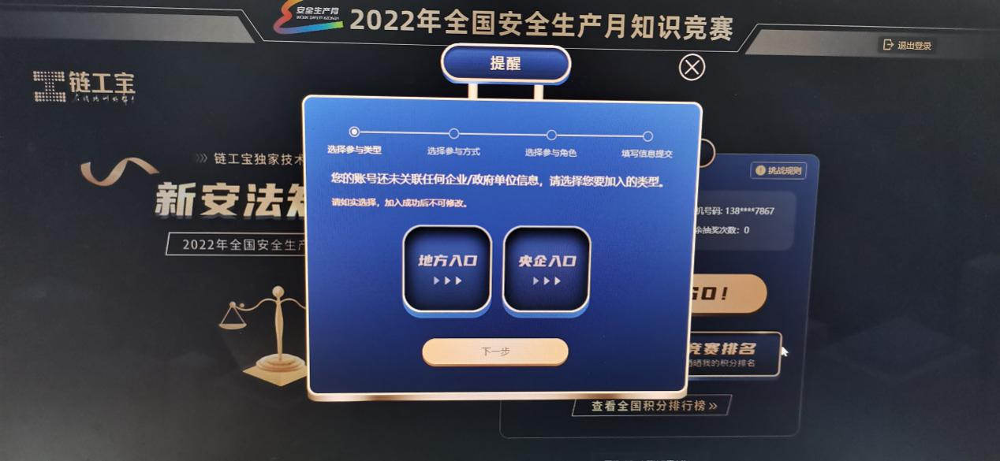 安全生产月
2022年全国安全生产月知识竞赛
退出登录
提醒
链工宝
选择参与类型
选择参与方式
选择参与角色
填写信息提交
链工宝独家技术
您的账号还未关联任何企业/政府单位信息，请选择您要加入的类型。
挑战规则
新安法知
请如实选择，加入成功后不可修改。
机号码: 138****7867
余抽奖次数: 0
2022年全国安全生产
地方入口
央企入口
GO!
下一步
竞赛排名
晒晒我的积分排名
查看全国积分排行榜 »